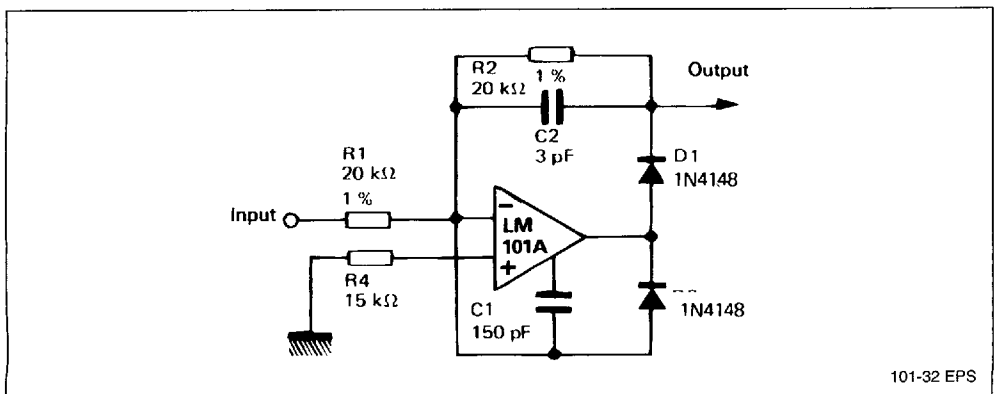 R2
20 kΩ
1 %
C2
3 pF
Output
D1
1N4148
R1
20 kΩ
1 %
Input
−
LM
101A
+
R4
15 kΩ
C1
150 pF
1N4148
101-32 EPS